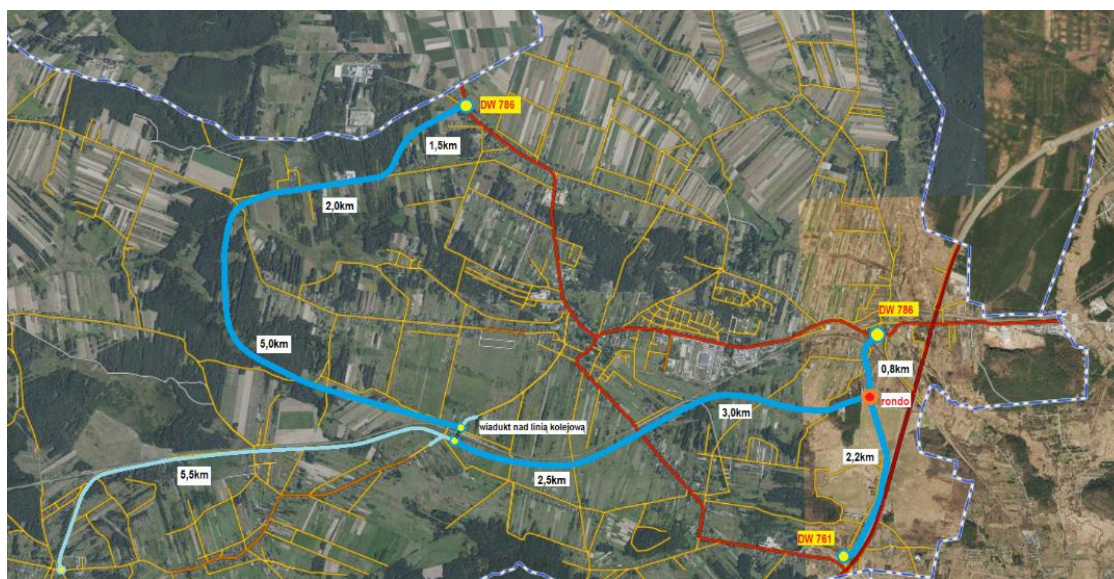 DW 786
1,5km
2,0km
DW 786
5,0km
0,8km
3,0km
rondo
wiadukt nad linią kolejową
2,2km
5,5km
2,5km
DW 761